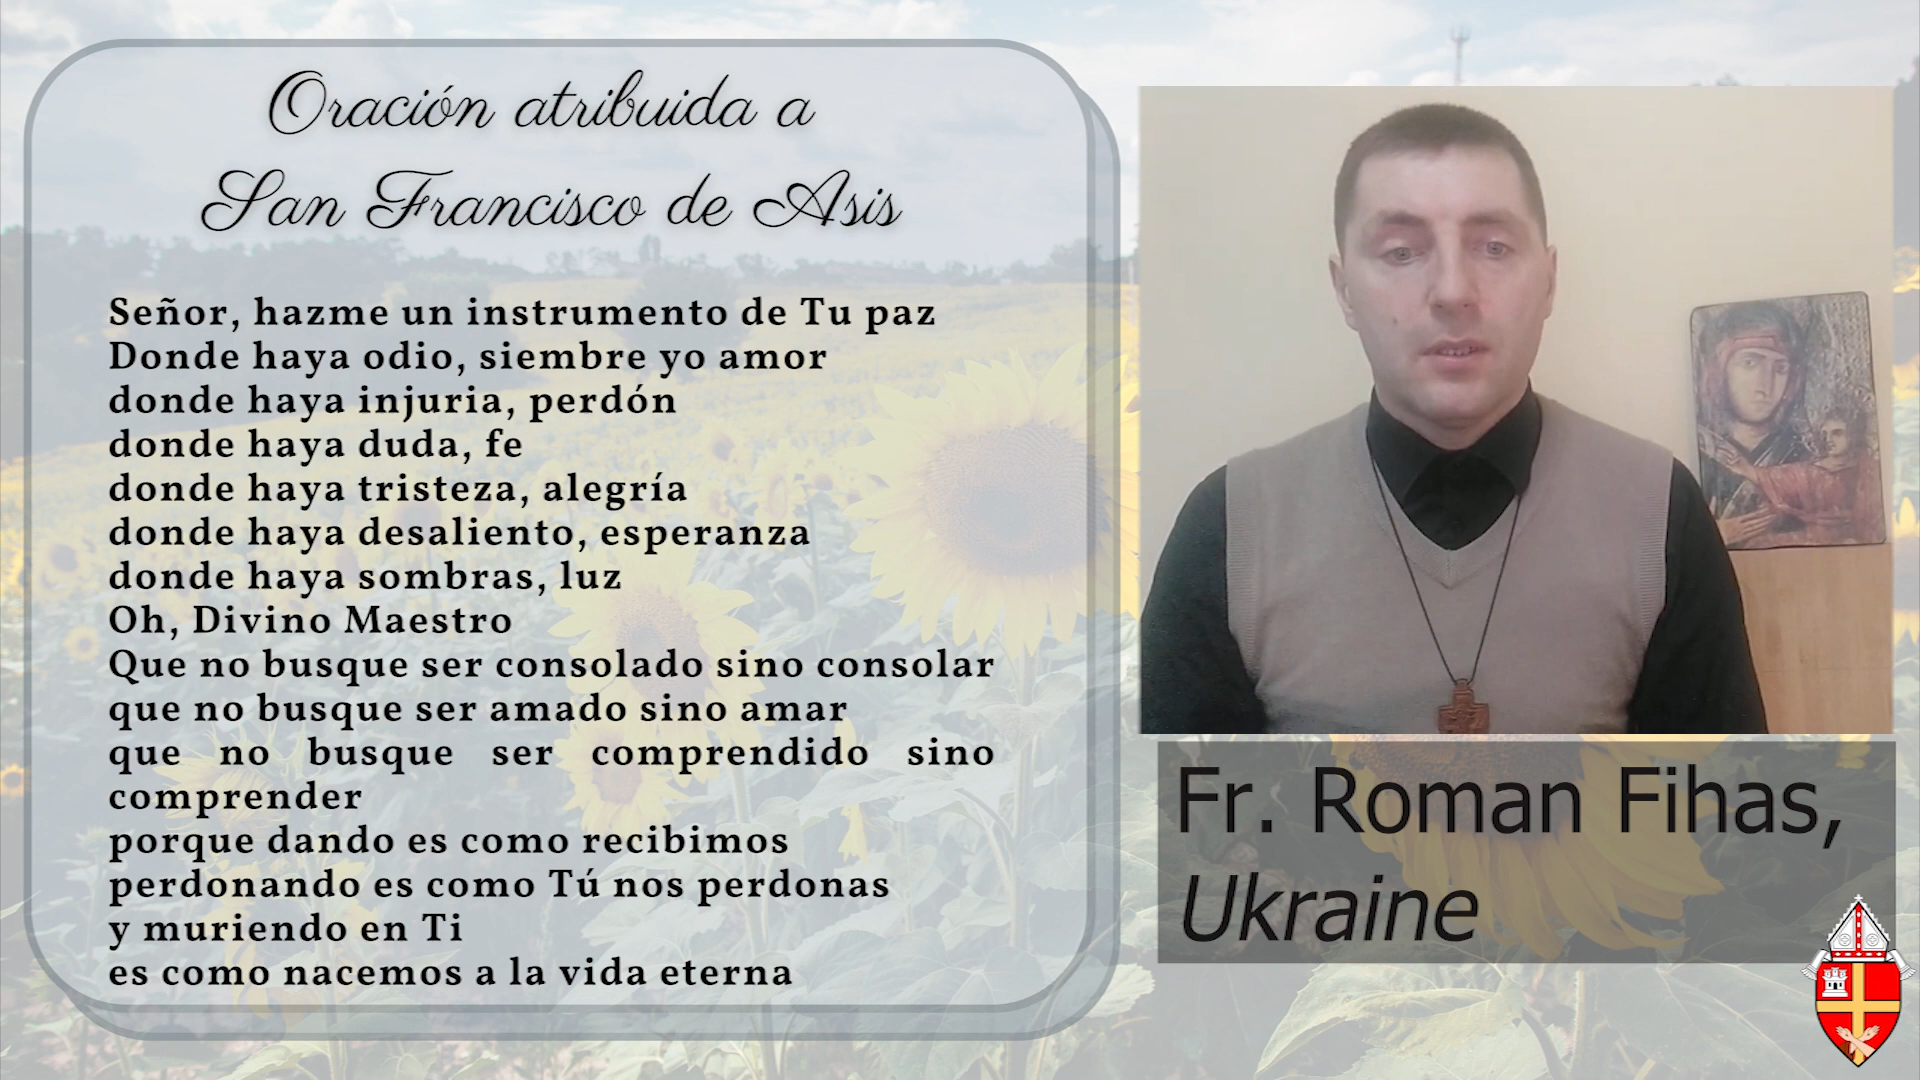 Oración atribuida a
San Francisco de Asis
Señor, hazme un instrumento de Tu paz
Donde haya odio, siembre yo amor
donde haya injuria, perdón
donde haya duda, fe
donde haya tristeza, alegría
donde haya desaliento, esperanza
donde haya sombras, luz
Oh, Divino Maestro
Que no busque ser consolado sino consolar
que no busque ser amado sino amar
que no busque ser comprendido sino
comprender
porque dando es como recibimos
perdonando es como Tú nos perdonas
y muriendo en Ti
es como nacemos a la vida eterna
Fr. Roman Fihas,
Ukraine